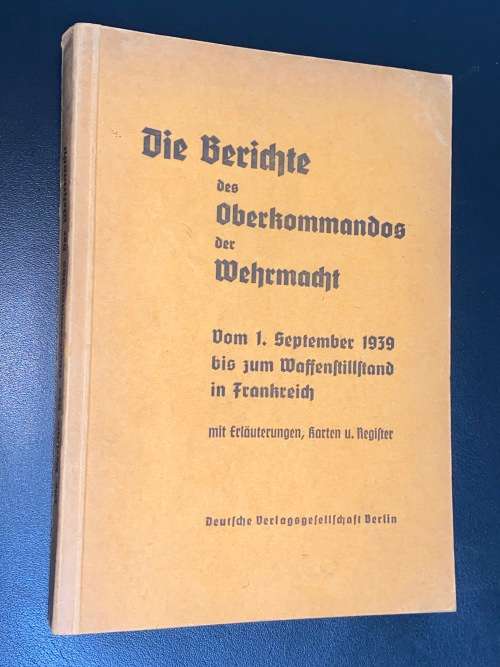 Die Berichte
des
Oberkommandos
der
Wehrmacht
Vom 1. September 1939
bis zum Waffenstillstand
in Frankreich
mit Erläuterungen, Karten u. Register
Deutsche Verlagsgesellschaft Berlin